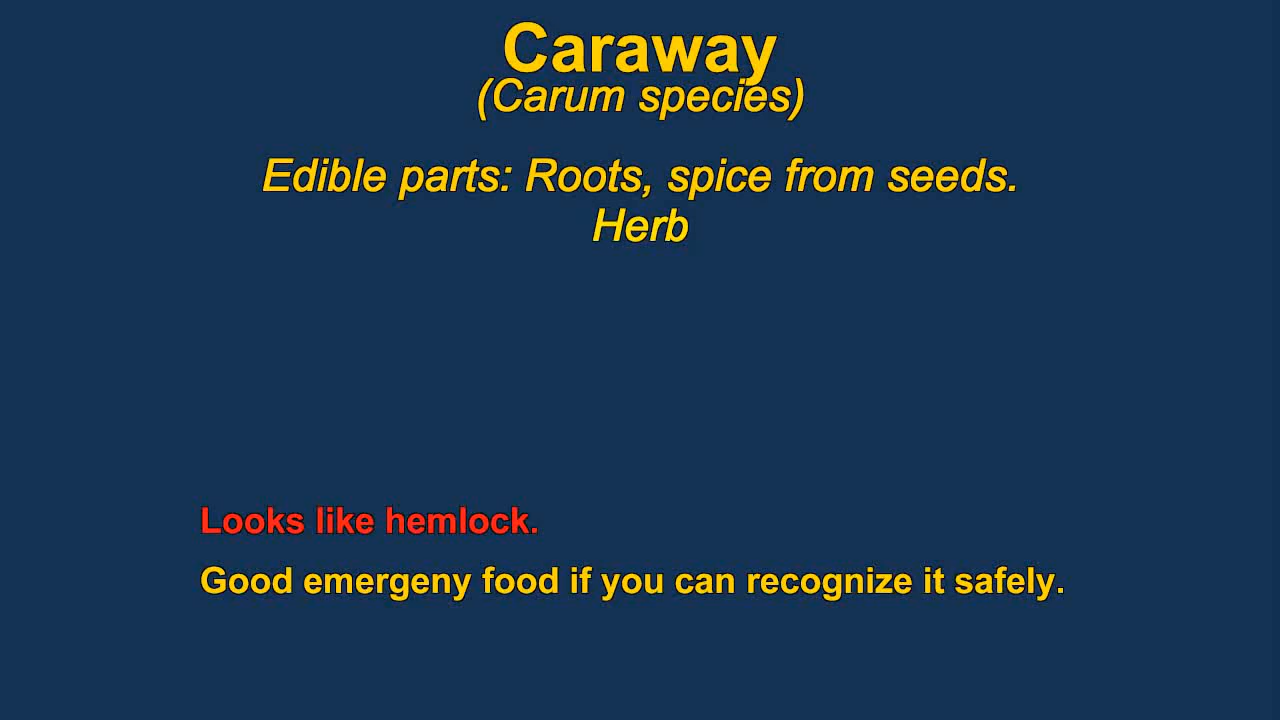 Caraway
(Carum species)
Edible parts: Roots, spice from seeds.
Herb
Looks like hemlock.
Good emergeny food if you can recognize it safely.